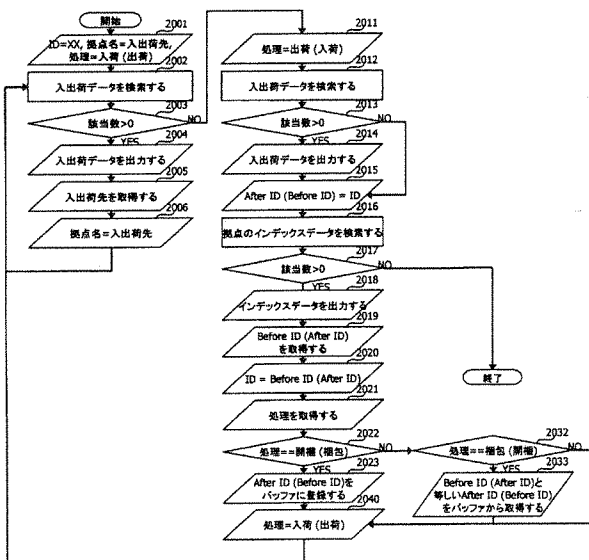 開始
2001
ID=XX, 拠点名=入出荷先,
処理=入荷(出荷)
2002
入出荷データを検索する
2003
該当数>0
NO
YES
2004
入出荷データを出力する
2005
入出荷先を取得する
2006
拠点名=入出荷先
2011
処理=出荷(入荷)
2012
入出荷データを検索する
2013
該当数>0
NO
YES
2014
入出荷データを出力する
2015
After ID (Before ID) = ID
2016
拠点のインデックスデータを検索する
2017
該当数>0
NO
YES
2018
インデックスデータを出力する
2019
Before ID (After ID)
を取得する
2020
ID = Before ID (After ID)
2021
処理を取得する
2022
処理==開梱(梱包)
NO
YES
2023
After ID (Before ID)を
バッファに登録する
2040
処理=入荷(出荷)
終了
2032
処理==梱包(開梱)
NO
YES
2033
Before ID (After ID)と
等しいAfter ID (Before ID)
をバッファから取得する